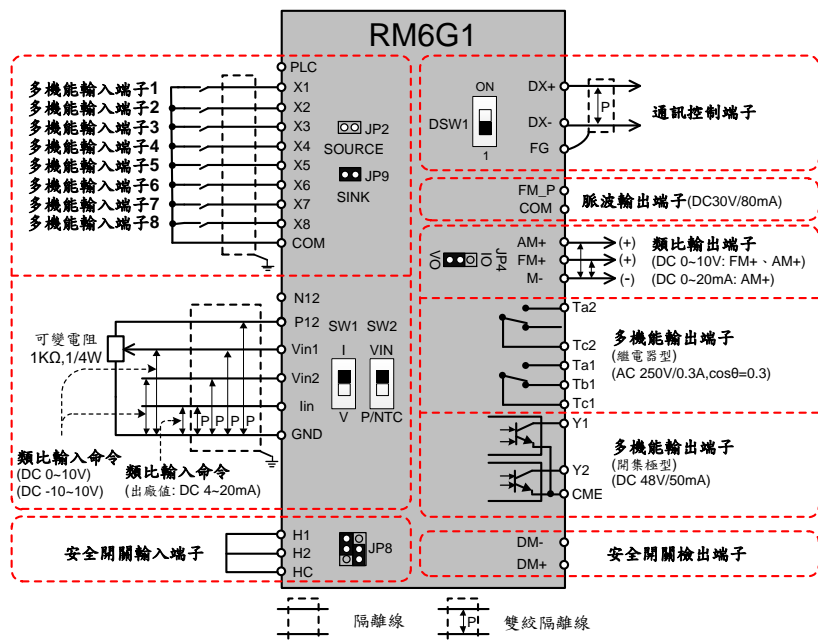 RM6G1
PLC
多機能輸入端子1 X1
多機能輸入端子2 X2
多機能輸入端子3 X3
多機能輸入端子4 X4
多機能輸入端子5 X5
多機能輸入端子6 X6
多機能輸入端子7 X7
多機能輸入端子8 X8
COM
JP2
SOURCE
JP9
SINK
N12
P12
Vin1
Vin2
Iin
GND
可變電阻
1KΩ,1/4W
P P P P P
SW1 SW2
I VIN
V P/NTC
類比輸入命令
(DC 0~10V)
(DC -10~10V)
類比輸入命令
(出厰值: DC 4~20mA)
安全開關輸入端子
H1
H2
HC
JP8
ON
DSW1
1
DX+
DX-
FG
P
通訊控制端子
FM_P
COM
脈波輸出端子(DC30V/80mA)
VO IO
JP4
AM+ (+)
FM+ (+)
M- (-)
類比輸出端子
(DC 0~10V: FM+、AM+)
(DC 0~20mA: AM+)
Ta2
Tc2
Ta1
Tb1
Tc1
多機能輸出端子
(繼電器型)
(AC 250V/0.3A,cosθ=0.3)
Y1
Y2
CME
多機能輸出端子
(開集極型)
(DC 48V/50mA)
DM-
DM+
安全開關檢出端子
隔離線
P 雙絞隔離線